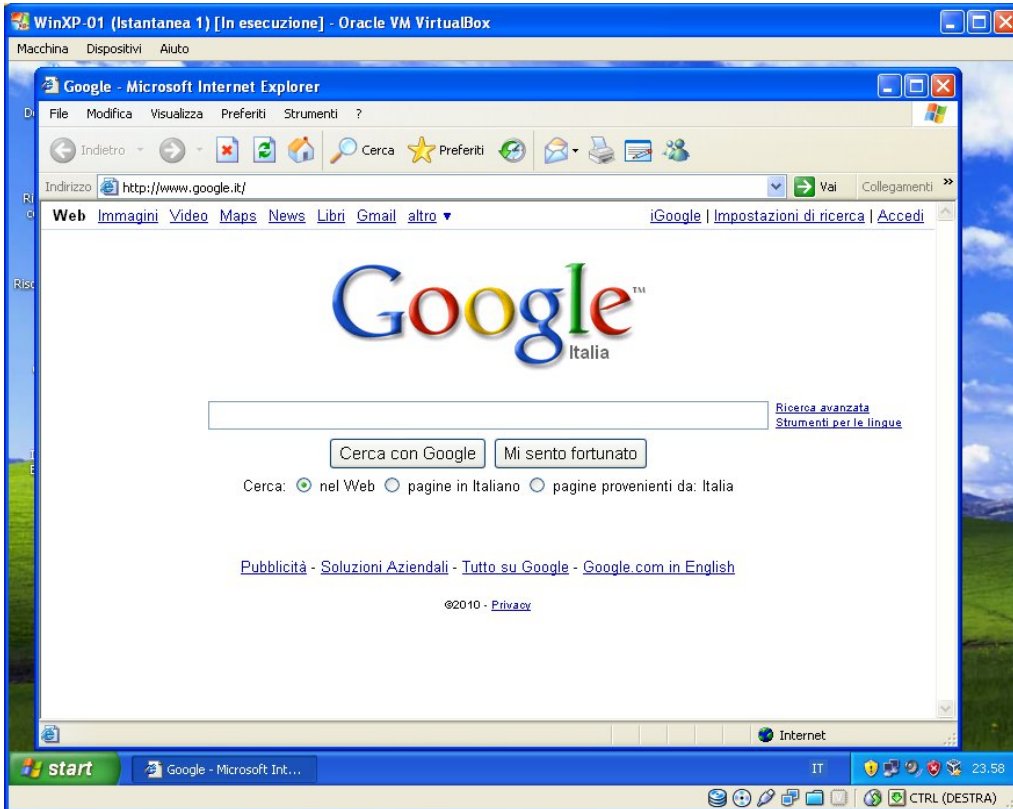 WinXP-01 (Istantanea 1) [In esecuzione] - Oracle VM VirtualBox
Macchina Dispositivi Aiuto
Google - Microsoft Internet Explorer
File Modifica Visualizza Preferiti Strumenti ?
Indietro Cerca Preferiti
Indirizzo http://www.google.it/ Vai Collegamenti »
Web Immagini Video Maps News Libri Gmail altro ▼ iGoogle | Impostazioni di ricerca | Accedi
Google™
Italia
Ricerca avanzata
Strumenti per le lingue
Cerca con Google Mi sento fortunato
Cerca: nel Web pagine in Italiano pagine provenienti da: Italia
Pubblicità - Soluzioni Aziendali - Tutto su Google - Google.com in English
©2010 - Privacy
Internet
start Google - Microsoft Int... IT 23.58
CTRL (DESTRA)